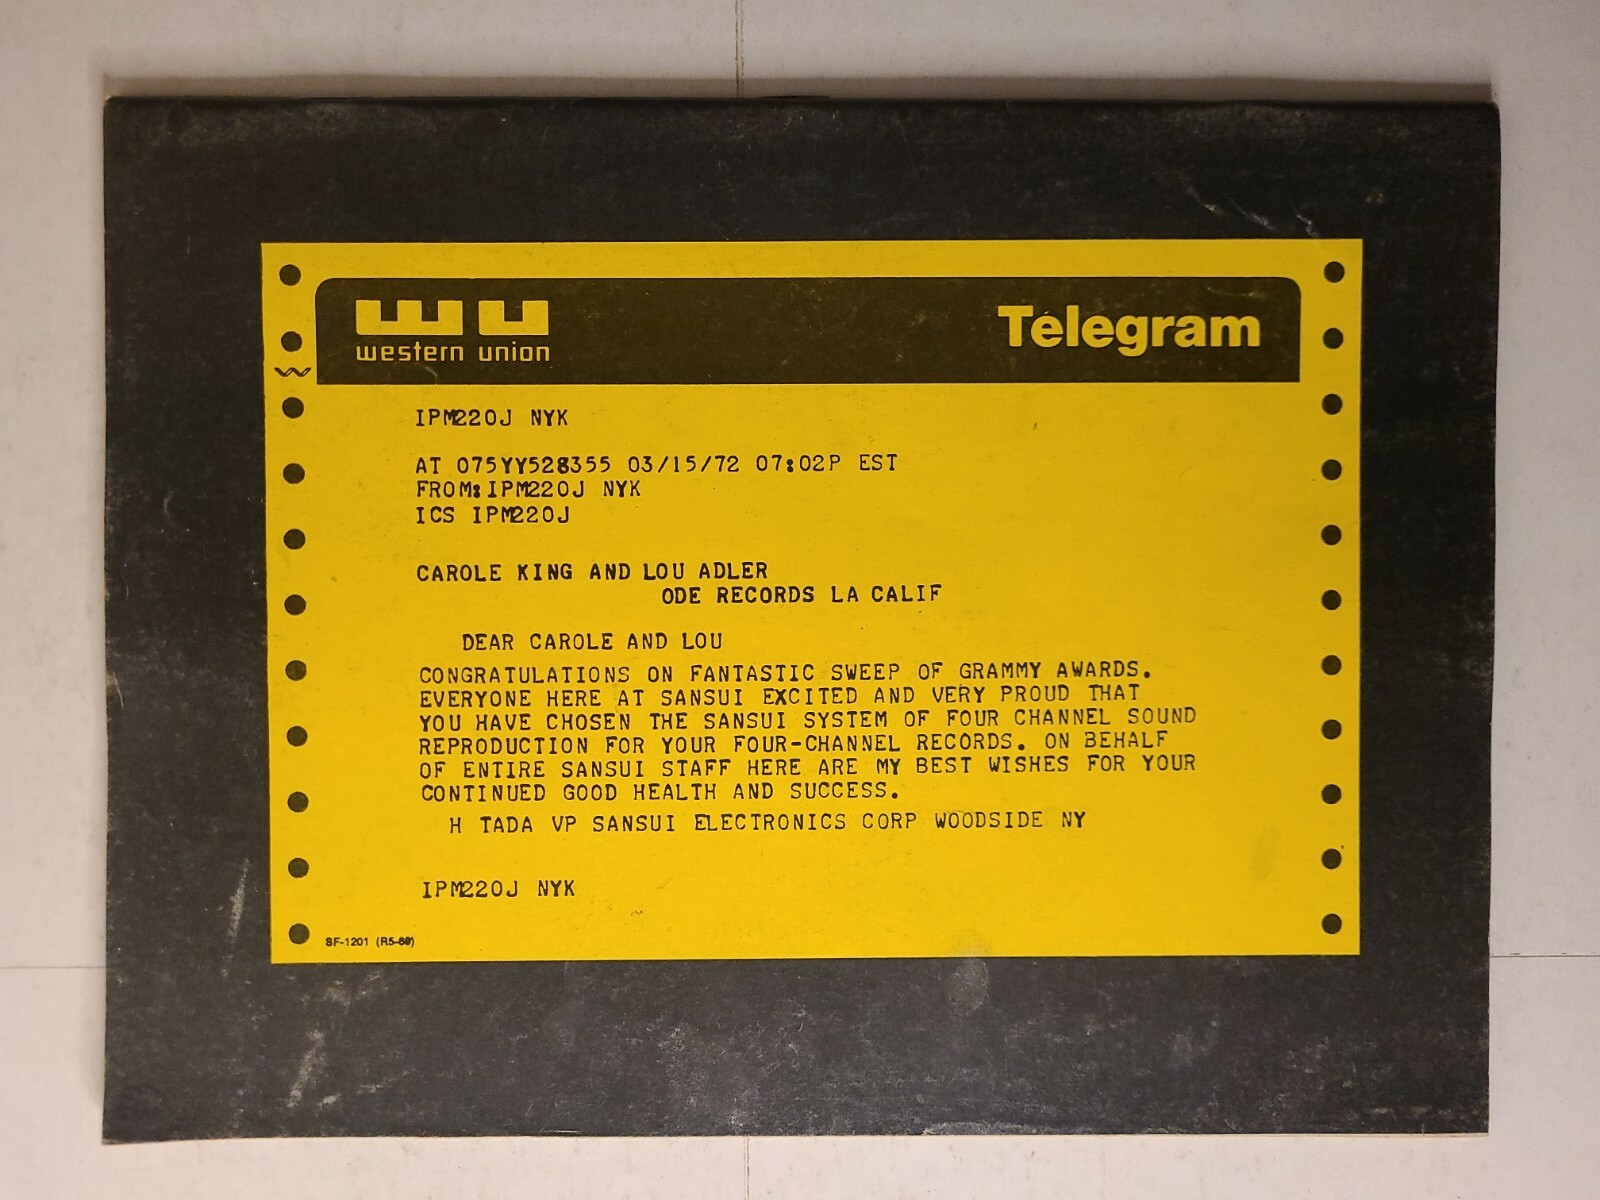 WU
western union
Telegram
IPM220J NYK
AT 075YY528355 03/15/72 07:02P EST
FROM:IPM220J NYK
ICS IPM220J
CAROLE KING AND LOU ADLER
ODE RECORDS LA CALIF
DEAR CAROLE AND LOU
CONGRATULATIONS ON FANTASTIC SWEEP OF GRAMMY AWARDS.
EVERYONE HERE AT SANSUI EXCITED AND VERY PROUD THAT
YOU HAVE CHOSEN THE SANSUI SYSTEM OF FOUR CHANNEL SOUND
REPRODUCTION FOR YOUR FOUR-CHANNEL RECORDS. ON BEHALF
OF ENTIRE SANSUI STAFF HERE ARE MY BEST WISHES FOR YOUR
CONTINUED GOOD HEALTH AND SUCCESS.
H TADA VP SANSUI ELECTRONICS CORP WOODSIDE NY
IPM220J NYK
SF-1201 (R5-69)